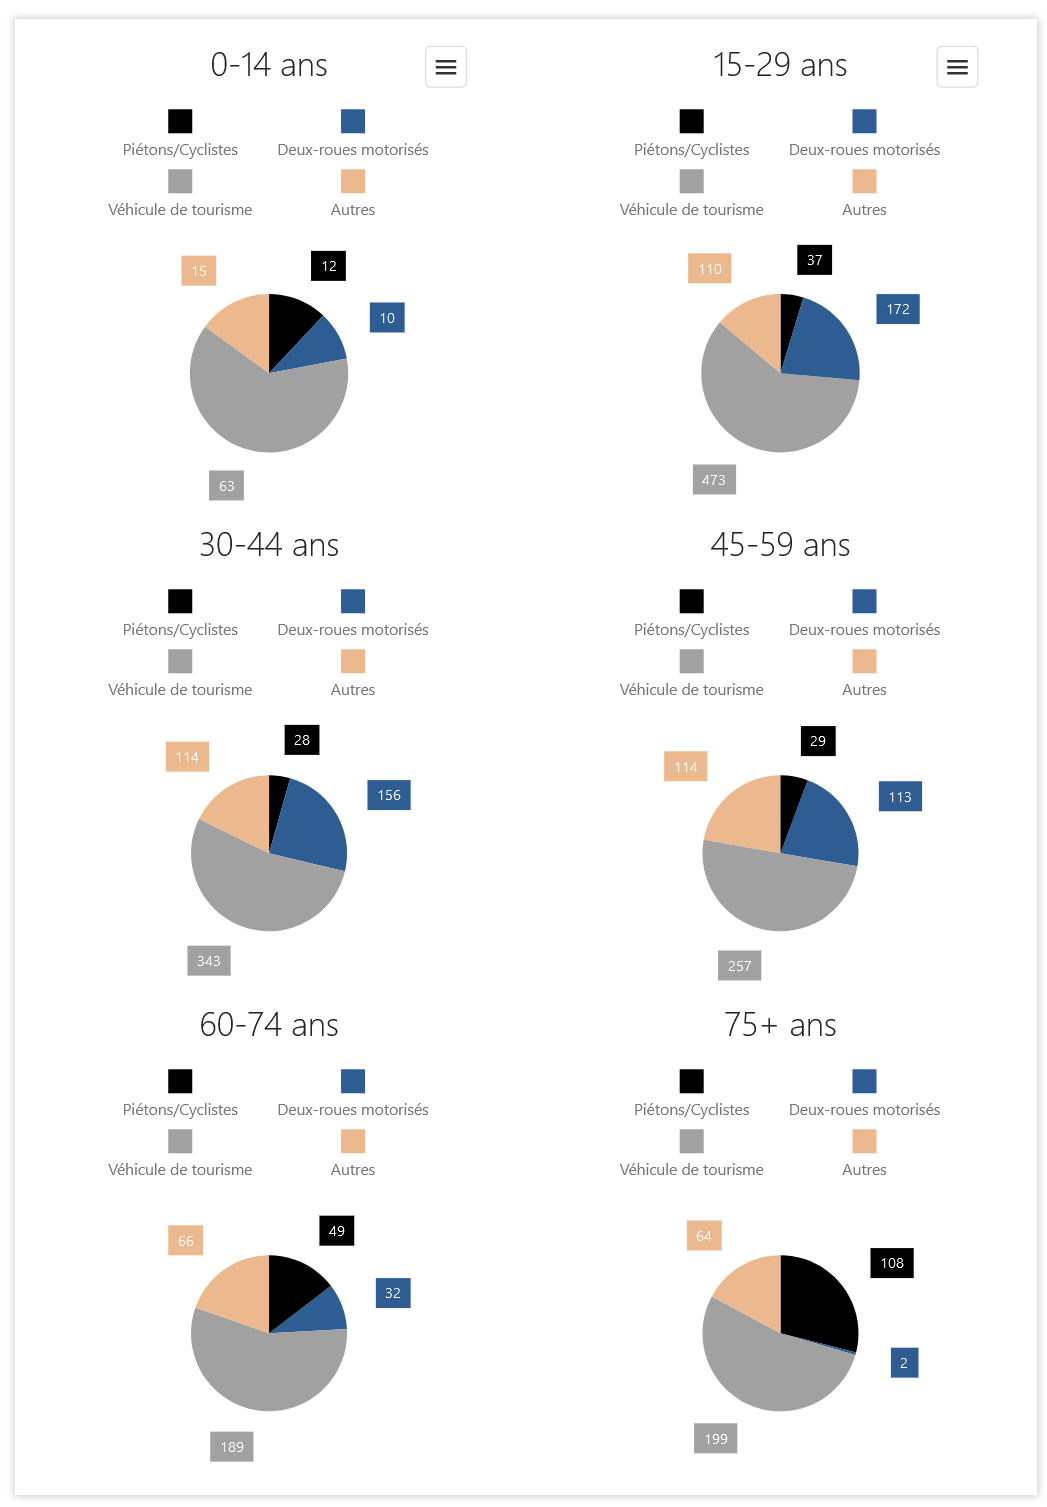 0-14 ans
Piétons/Cyclistes
Deux-roues motorisés
Véhicule de tourisme
Autres
15
12
10
63
15-29 ans
Piétons/Cyclistes
Deux-roues motorisés
Véhicule de tourisme
Autres
110
37
172
473
30-44 ans
Piétons/Cyclistes
Deux-roues motorisés
Véhicule de tourisme
Autres
114
28
156
343
45-59 ans
Piétons/Cyclistes
Deux-roues motorisés
Véhicule de tourisme
Autres
114
29
113
257
60-74 ans
Piétons/Cyclistes
Deux-roues motorisés
Véhicule de tourisme
Autres
66
49
32
189
75+ ans
Piétons/Cyclistes
Deux-roues motorisés
Véhicule de tourisme
Autres
64
108
2
199